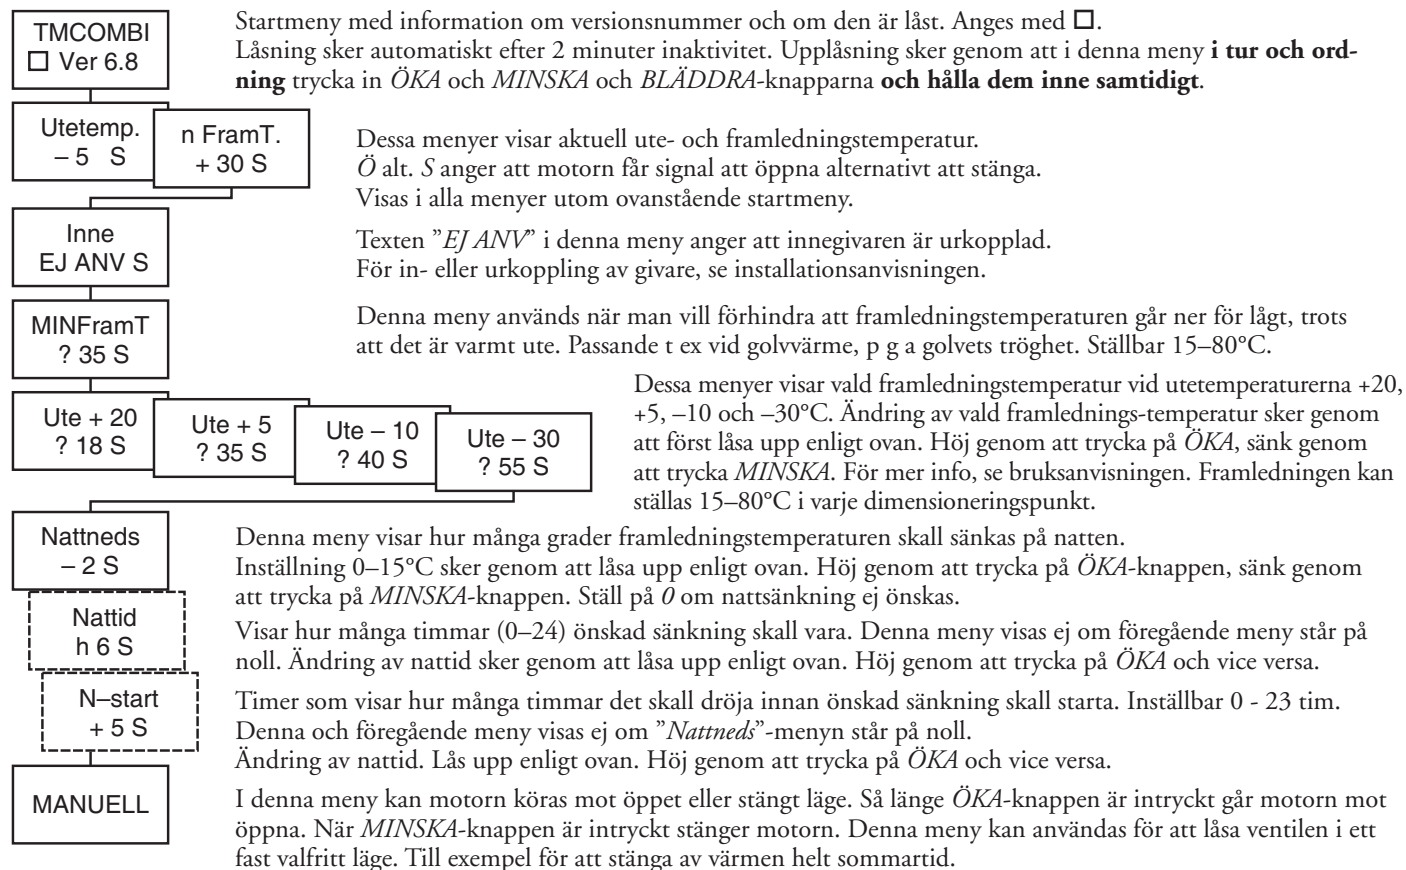 TMCOMBI
☐ Ver 6.8
Startmeny med information om versionsnummer och om den är låst. Anges med ☐.
Låsning sker automatiskt efter 2 minuter inaktivitet. Upplåsning sker genom att i denna meny i tur och ord-
ning trycka in ÖKA och MINSKA och BLÄDDRA-knapparna och hålla dem inne samtidigt.
Utetemp.
– 5 S
n FramT.
+ 30 S
Dessa menyer visar aktuell ute- och framledningstemperatur.
Ö alt. S anger att motorn får signal att öppna alternativt att stänga.
Visas i alla menyer utom ovanstående startmeny.
Inne
EJ ANV S
Texten ”EJ ANV” i denna meny anger att innegivaren är urkopplad.
För in- eller urkoppling av givare, se installationsanvisningen.
MINFramT
? 35 S
Denna meny används när man vill förhindra att framledningstemperaturen går ner för lågt, trots
att det är varmt ute. Passande t ex vid golvvärme, p g a golvets tröghet. Ställbar 15–80°C.
Ute + 20
? 18 S
Ute + 5
? 35 S
Ute – 10
? 40 S
Ute – 30
? 55 S
Dessa menyer visar vald framledningstemperatur vid utetemperaturerna +20,
+5, –10 och –30°C. Ändring av vald framlednings-temperatur sker genom
att först låsa upp enligt ovan. Höj genom att trycka på ÖKA, sänk genom
att trycka MINSKA. För mer info, se bruksanvisningen. Framledningen kan
ställas 15–80°C i varje dimensioneringspunkt.
Nattneds
– 2 S
Denna meny visar hur många grader framledningstemperaturen skall sänkas på natten.
Inställning 0–15°C sker genom att låsa upp enligt ovan. Höj genom att trycka på ÖKA-knappen, sänk genom
att trycka på MINSKA-knappen. Ställ på 0 om nattsänkning ej önskas.
Nattid
h 6 S
Visar hur många timmar (0–24) önskad sänkning skall vara. Denna meny visas ej om föregående meny står på
noll. Ändring av nattid sker genom att låsa upp enligt ovan. Höj genom att trycka på ÖKA och vice versa.
N–start
+ 5 S
Timer som visar hur många timmar det skall dröja innan önskad sänkning skall starta. Inställbar 0 - 23 tim.
Denna och föregående meny visas ej om ”Nattneds”-menyn står på noll.
Ändring av nattid. Lås upp enligt ovan. Höj genom att trycka på ÖKA och vice versa.
MANUELL
I denna meny kan motorn köras mot öppet eller stängt läge. Så länge ÖKA-knappen är intryckt går motorn mot
öppna. När MINSKA-knappen är intryckt stänger motorn. Denna meny kan användas för att låsa ventilen i ett
fast valfritt läge. Till exempel för att stänga av värmen helt sommartid.